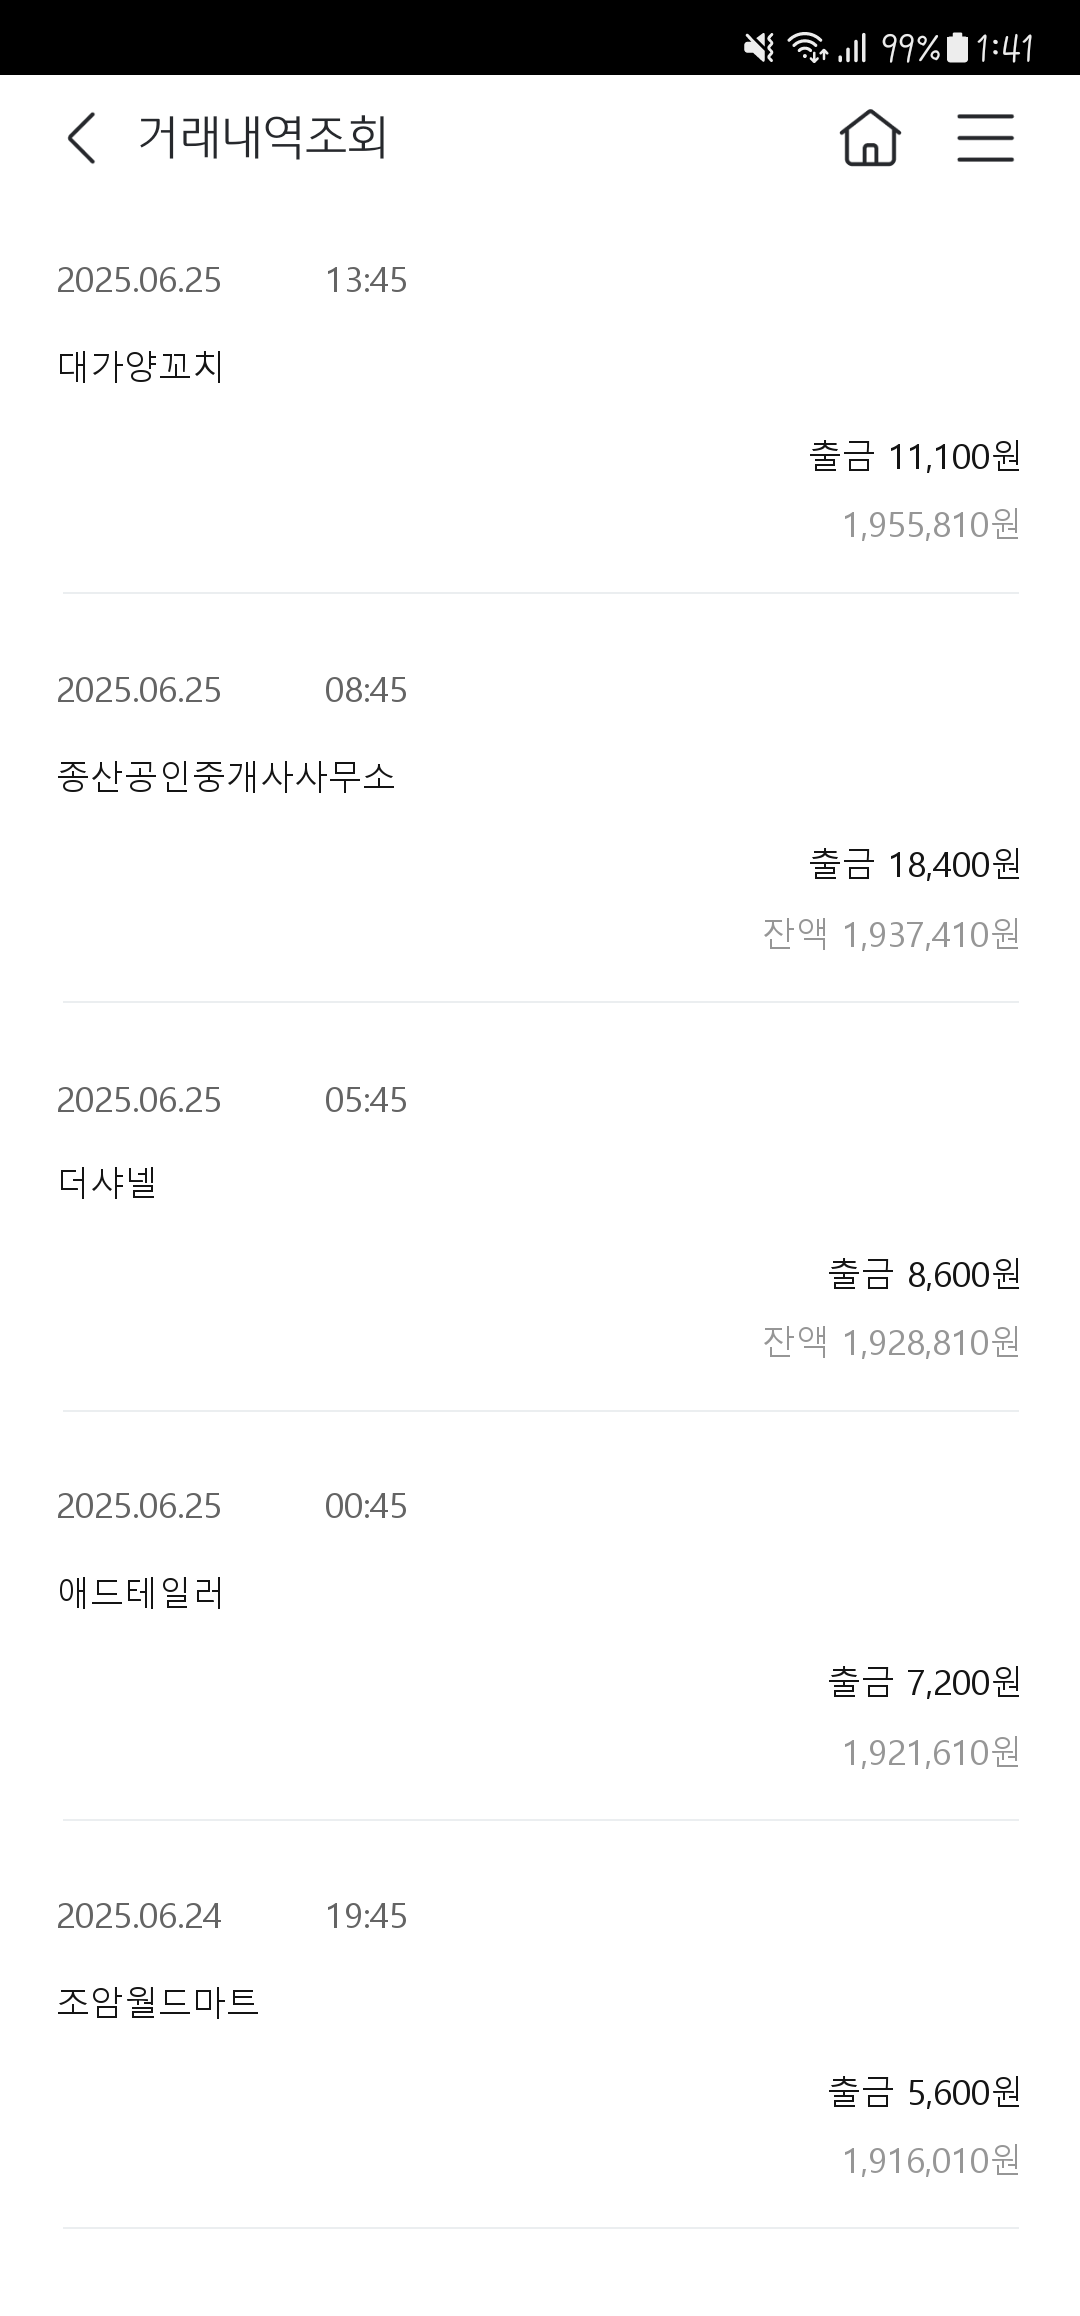 99% 1:41
거래내역조회
2025.06.25 13:45
대가양꼬치
출금 11,100원
1,955,810원
2025.06.25 08:45
종산공인중개사사무소
출금 18,400원
잔액 1,937,410원
2025.06.25 05:45
더샤넬
출금 8,600원
잔액 1,928,810원
2025.06.25 00:45
애드테일러
출금 7,200원
1,921,610원
2025.06.24 19:45
조암월드마트
출금 5,600원
1,916,010원